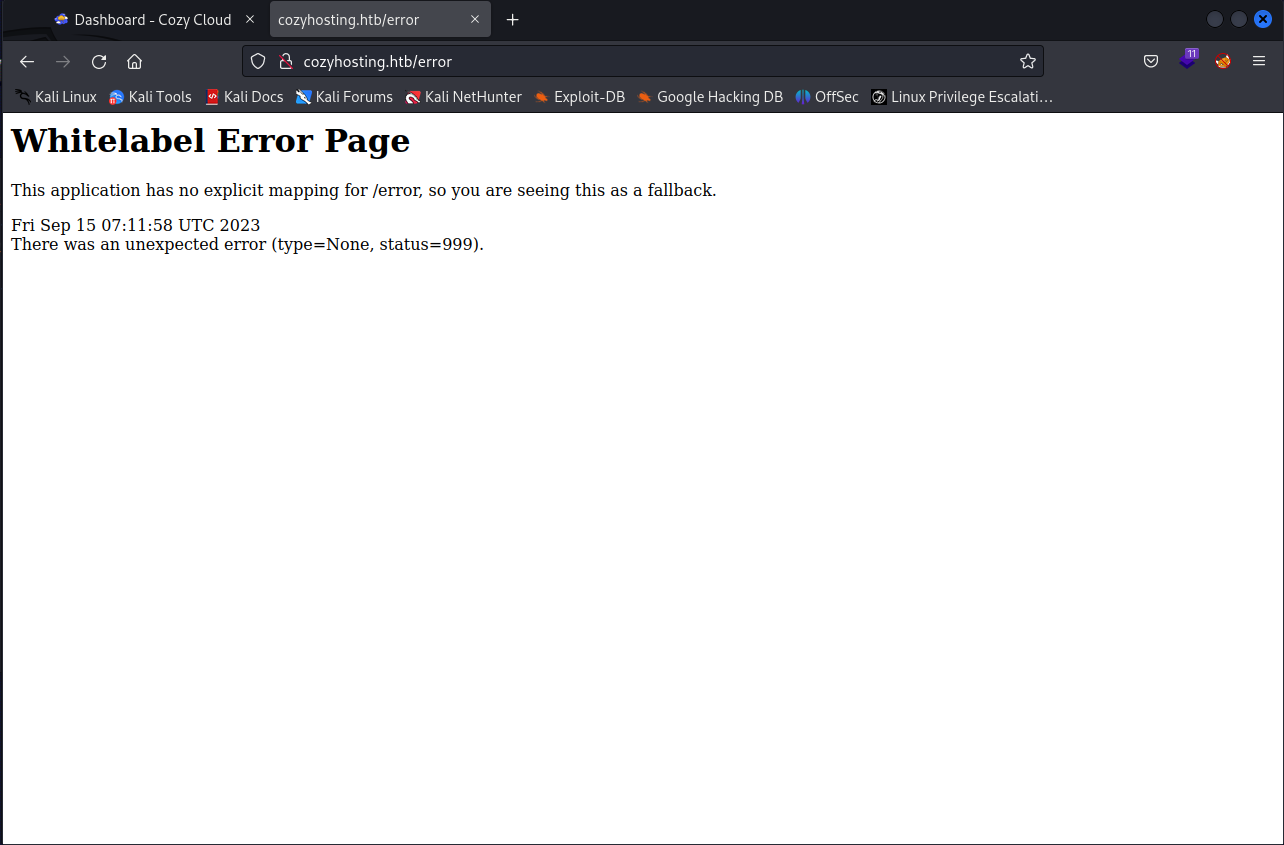 Dashboard - Cozy Cloud
cozyhosting.htb/error
cozyhosting.htb/error
11
Kali Linux Kali Tools Kali Docs Kali Forums Kali NetHunter Exploit-DB Google Hacking DB OffSec Linux Privilege Escalati...
Whitelabel Error Page
This application has no explicit mapping for /error, so you are seeing this as a fallback.
Fri Sep 15 07:11:58 UTC 2023
There was an unexpected error (type=None, status=999).